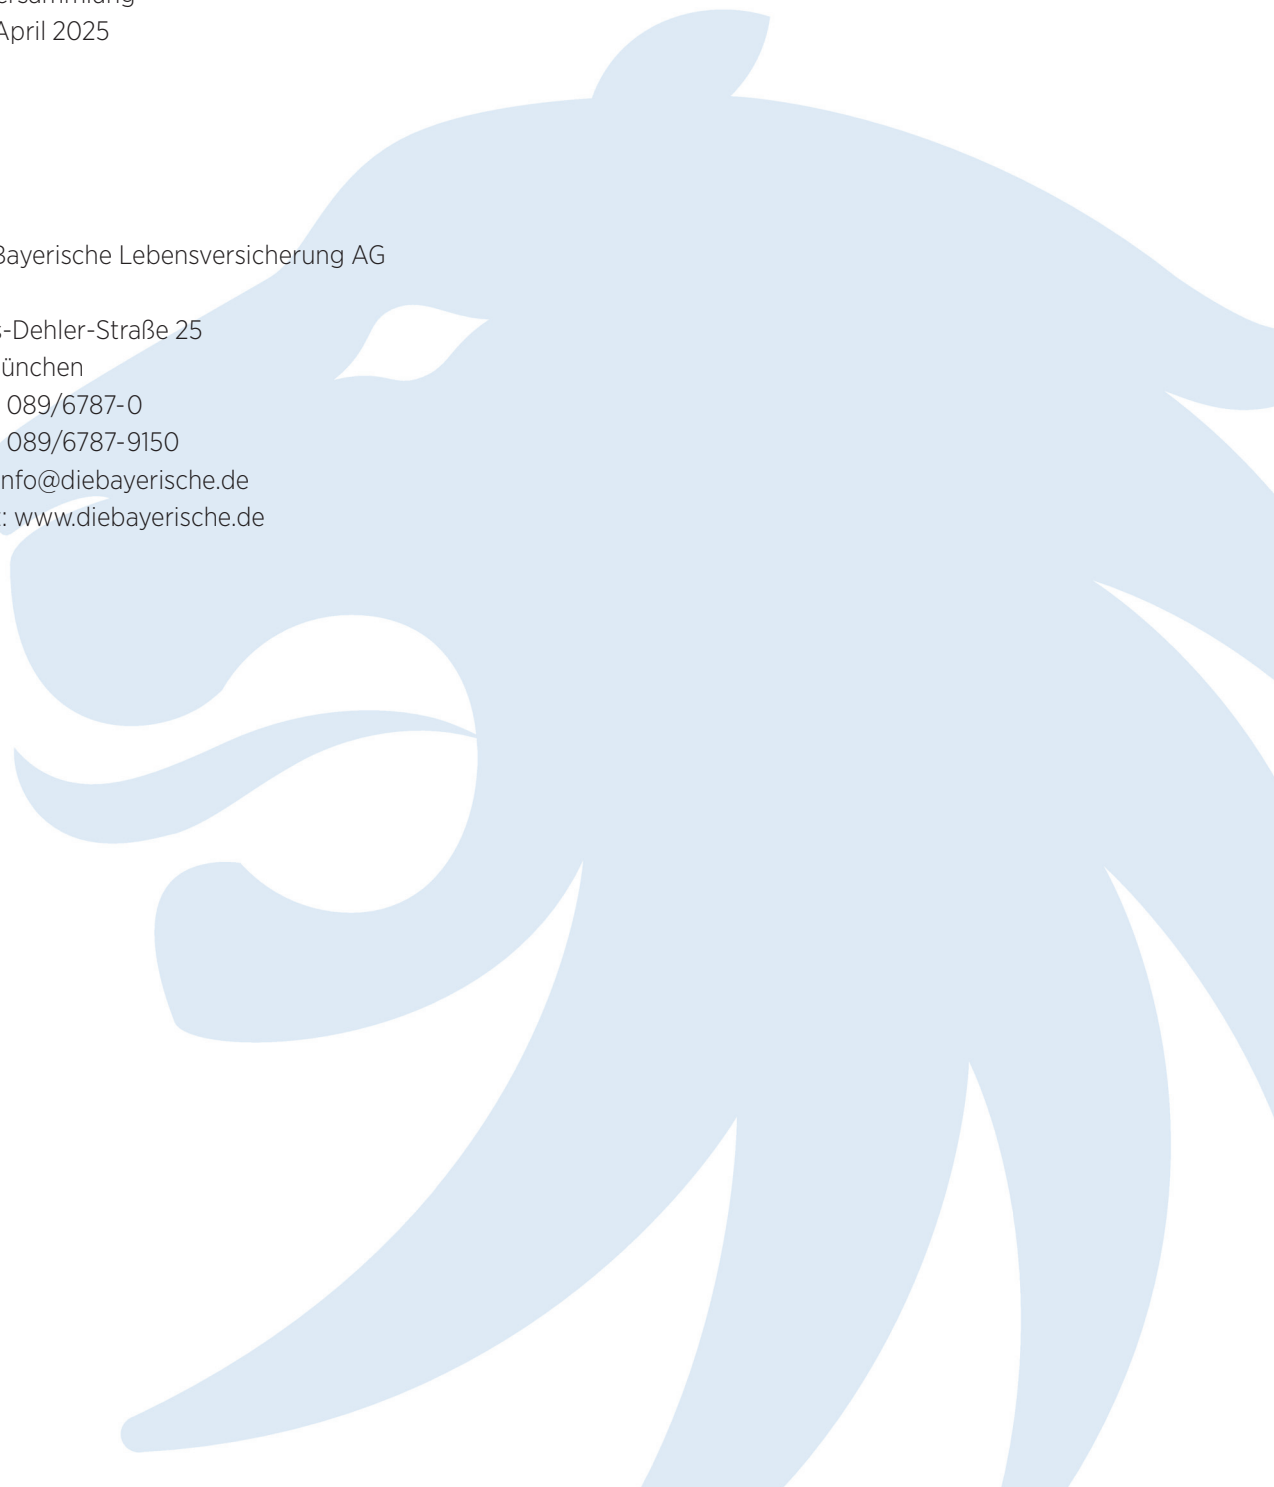 April 2025
Bayerische Lebensversicherung AG
-Dehler-Straße 25
ünchen
089/6787-0
089/6787-9150
nfo@diebayerische.de
: www.diebayerische.de